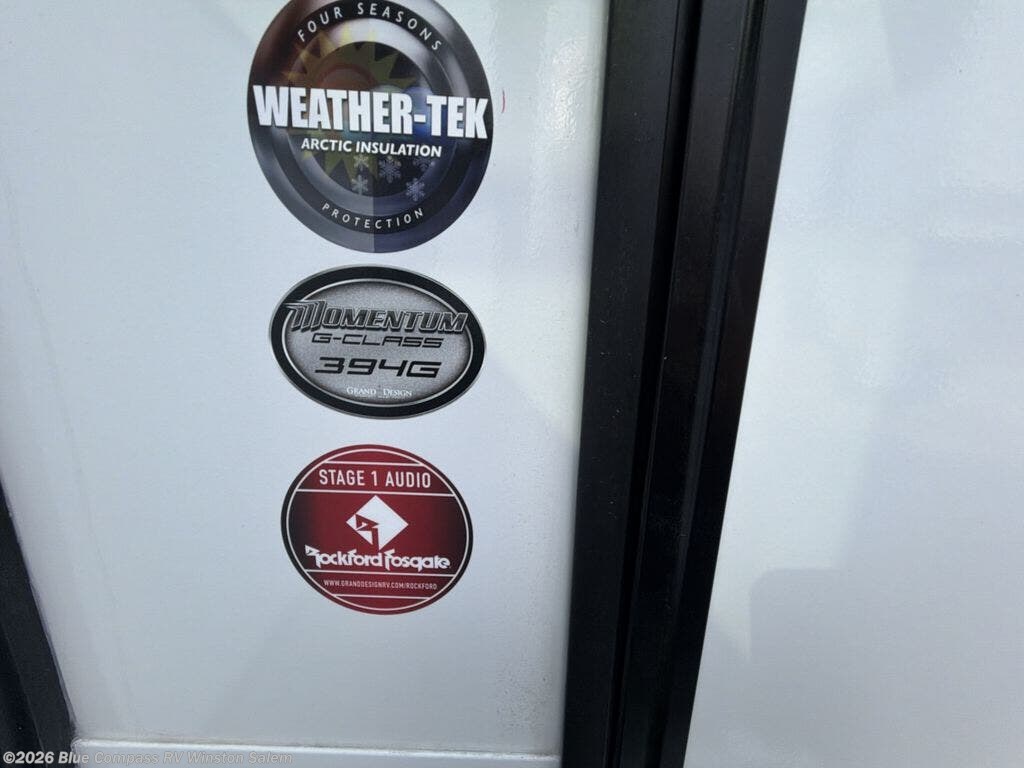 FOUR SEASONS
WEATHER-TEK
ARCTIC INSULATION
PROTECTION
MOMENTUM
G-CLASS
394G
GRAND DESIGN
STAGE 1 AUDIO
Rockford Fosgate
WWW.GRANDDESIGNRV.COM/ROCKFORD
©2026 Blue Compass RV Winston Salem